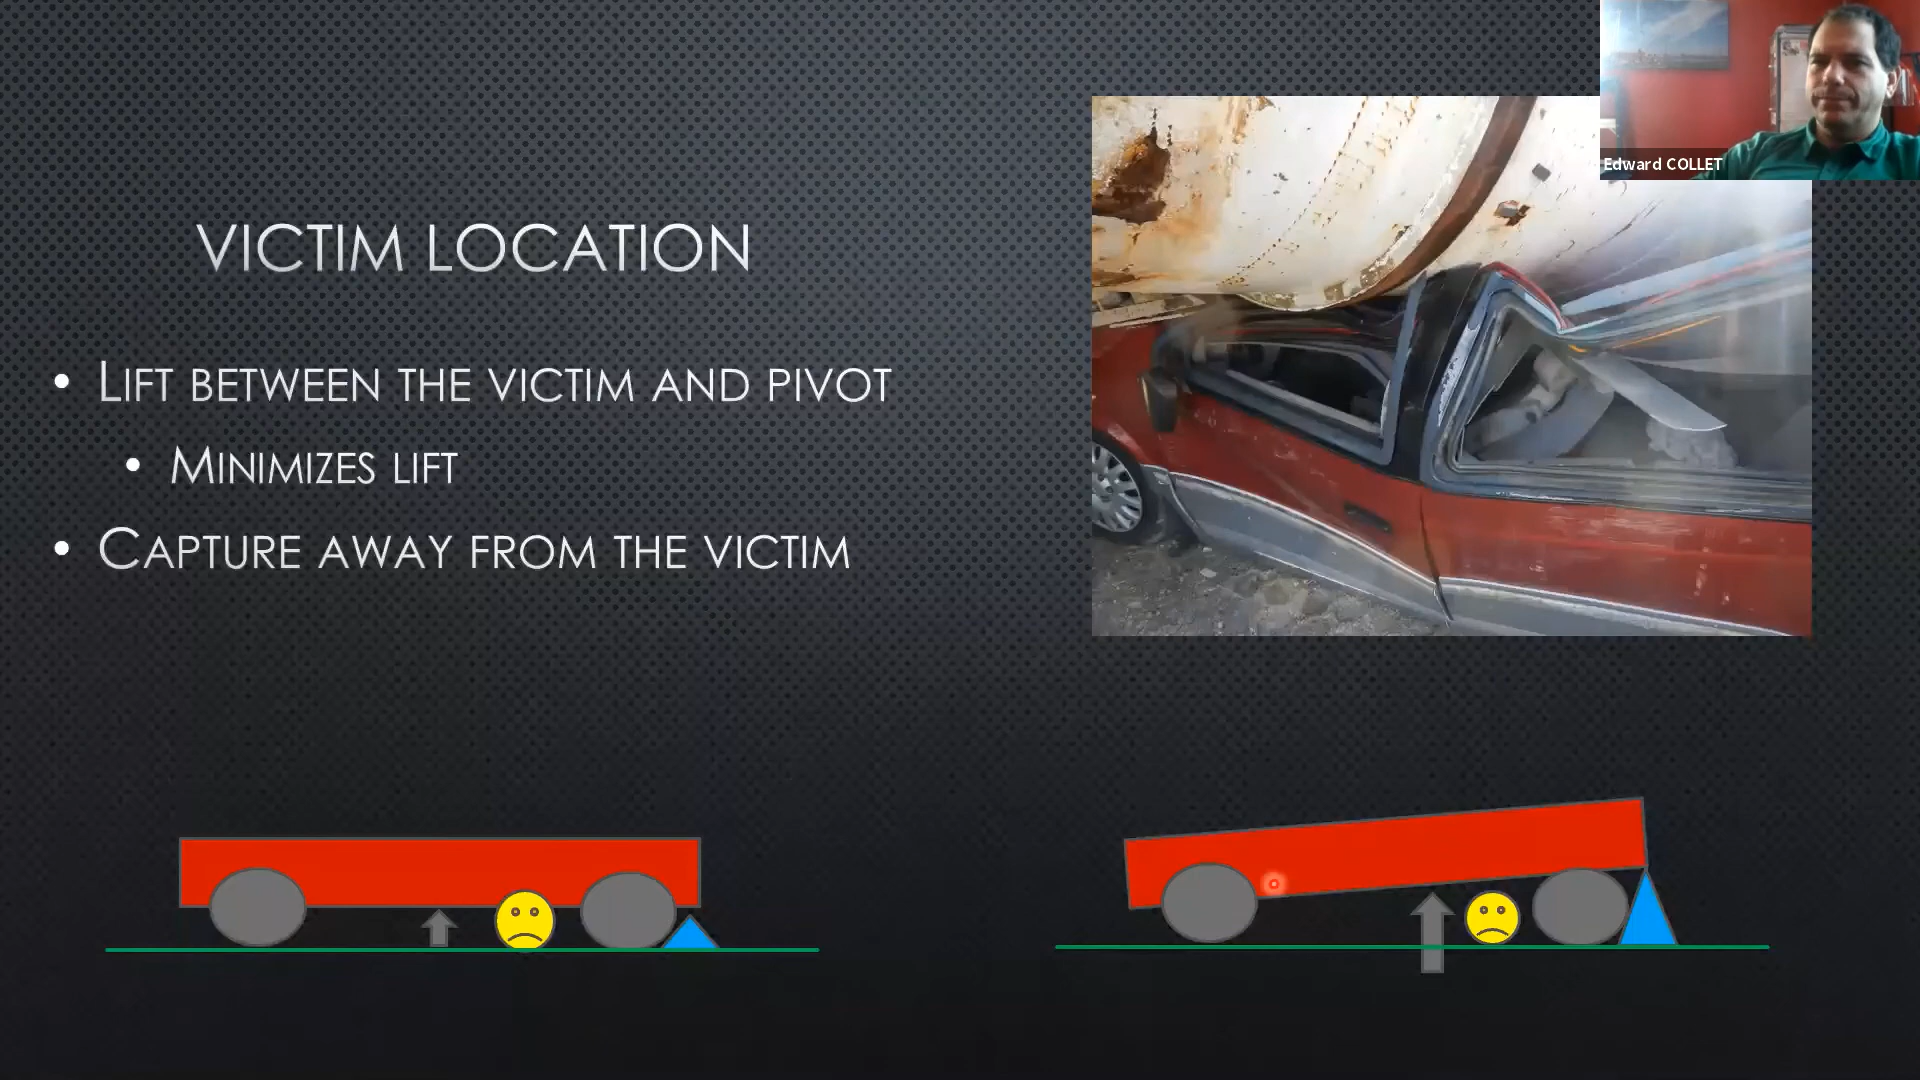 Edward COLLET
VICTIM LOCATION
• LIFT BETWEEN THE VICTIM AND PIVOT
• MINIMIZES LIFT
• CAPTURE AWAY FROM THE VICTIM